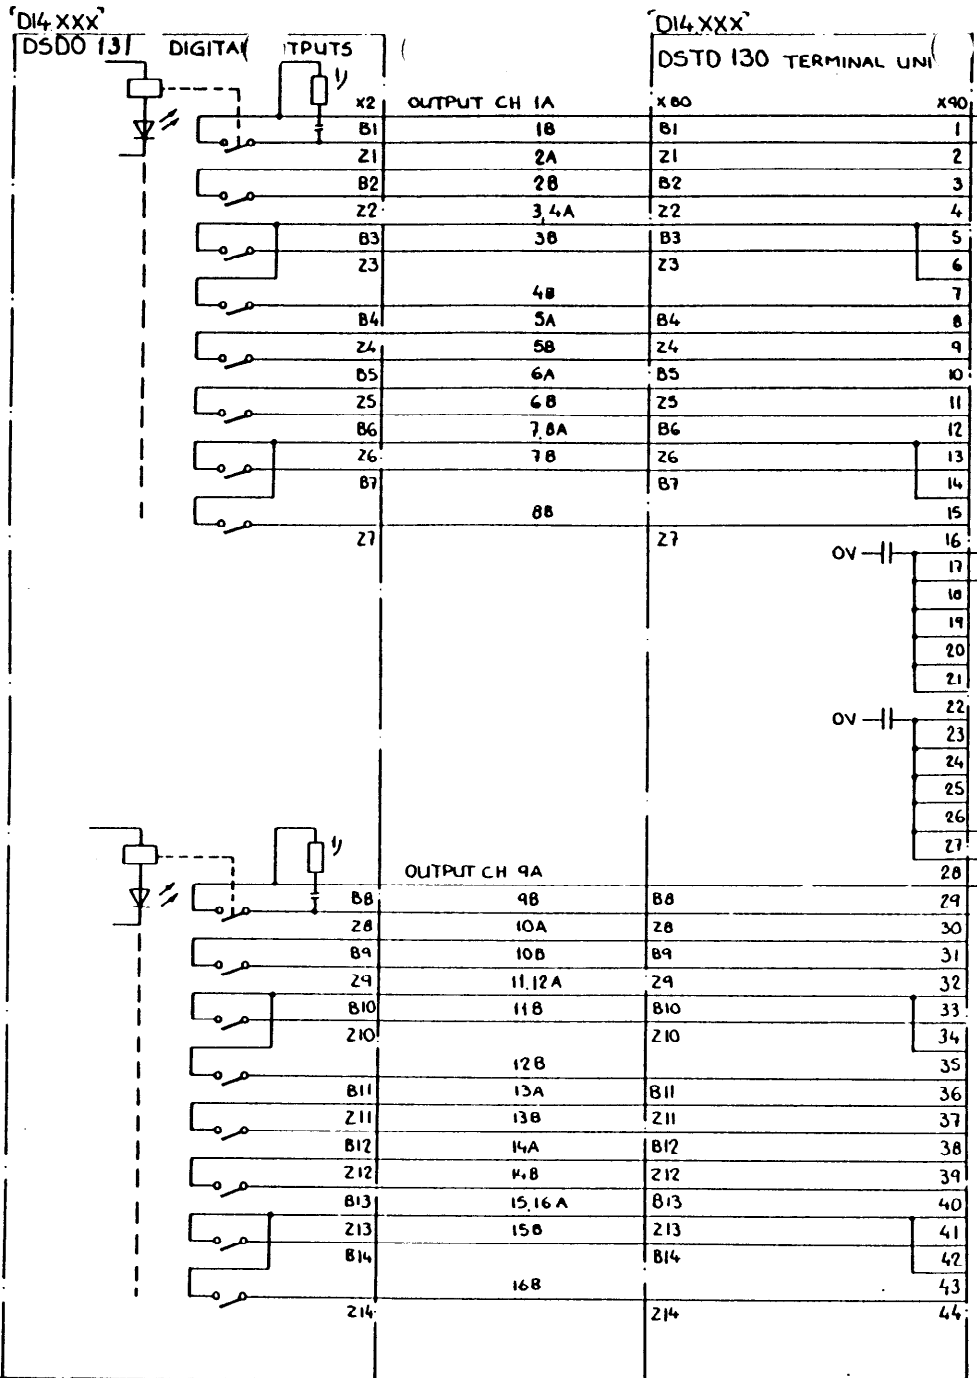 "DI4.XXX" "DI4.XXX"
DSDO 131 DIGITAL TPUTS DSTD 130 TERMINAL UNI
1)
X2 OUTPUT CH 1A X80 X90
B1 1B B1 1
Z1 2A Z1 2
B2 2B B2 3
Z2 3,4A Z2 4
B3 3B B3 5
Z3 Z3 6
4B 7
B4 5A B4 8
Z4 5B Z4 9
B5 6A B5 10
Z5 6B Z5 11
B6 7,8A B6 12
Z6 7B Z6 13
B7 B7 14
8B 15
Z7 Z7 16
0V 17
18
19
20
21
22
0V 23
24
25
26
1) 27
OUTPUT CH 9A 28
B8 9B B8 29
Z8 10A Z8 30
B9 10B B9 31
Z9 11,12A Z9 32
B10 11B B10 33
Z10 Z10 34
12B 35
B11 13A B11 36
Z11 13B Z11 37
B12 14A B12 38
Z12 14B Z12 39
B13 15,16A B13 40
Z13 15B Z13 41
B14 B14 42
16B 43
Z14 Z14 44